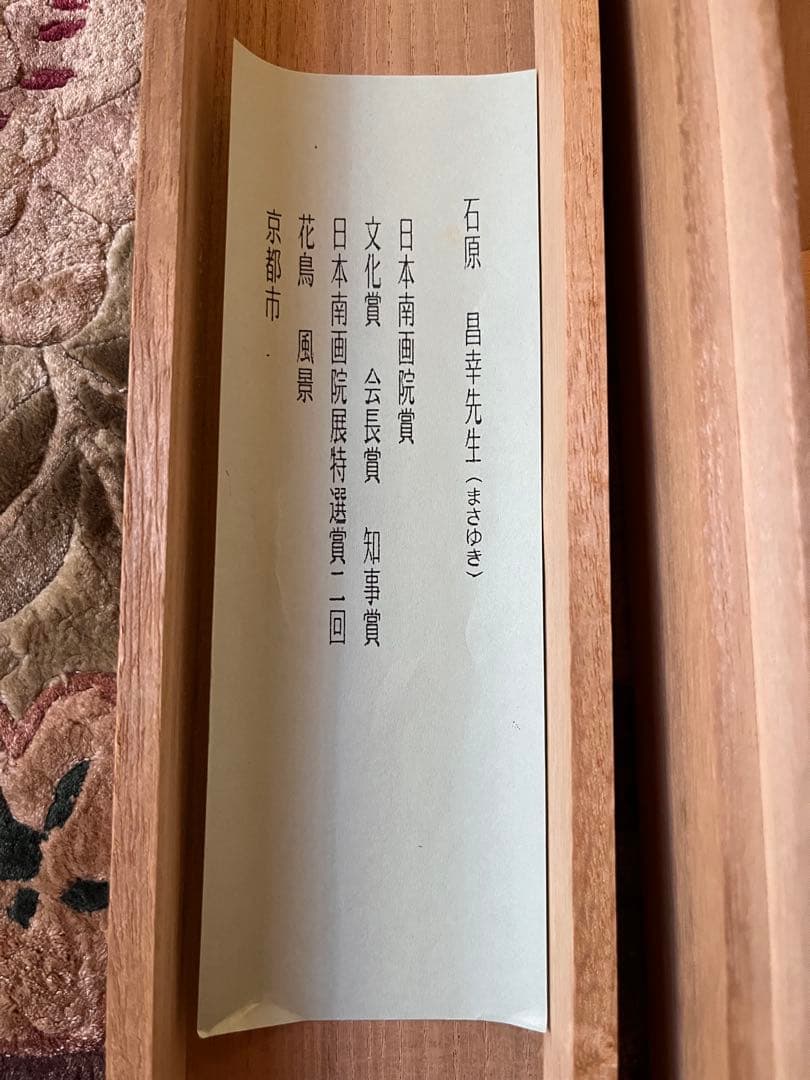 石原　昌幸先生（まさゆき）
日本南画院賞
文化賞　会長賞　知事賞
日本南画院展特選賞二回
花鳥　風景
京都市